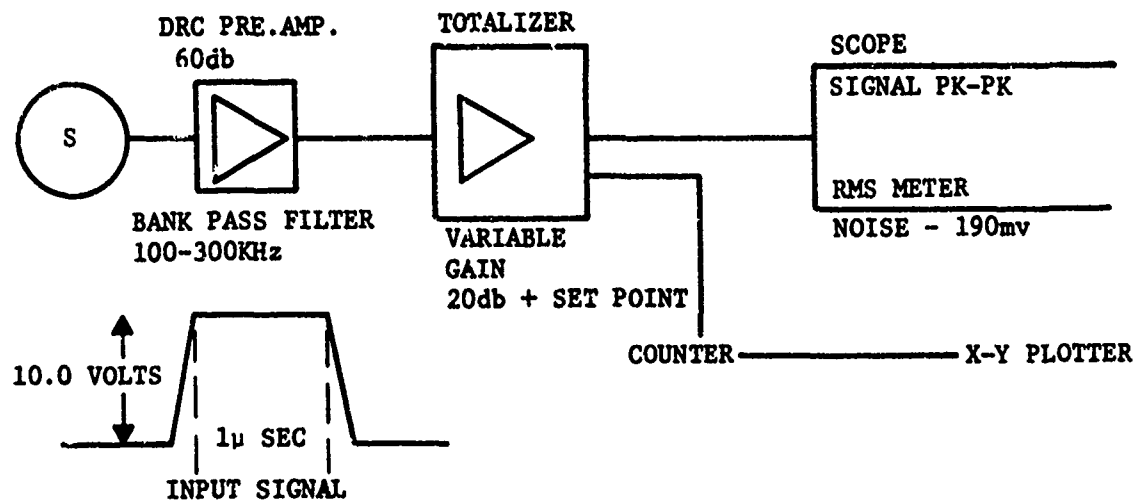 DRC PRE.AMP.
60db
TOTALIZER
SCOPE
SIGNAL PK-PK
S
RMS METER
NOISE - 190mv
BANK PASS FILTER
100-300KHz
VARIABLE
GAIN
20db + SET POINT
COUNTER
X-Y PLOTTER
10.0 VOLTS
1μ SEC
INPUT SIGNAL